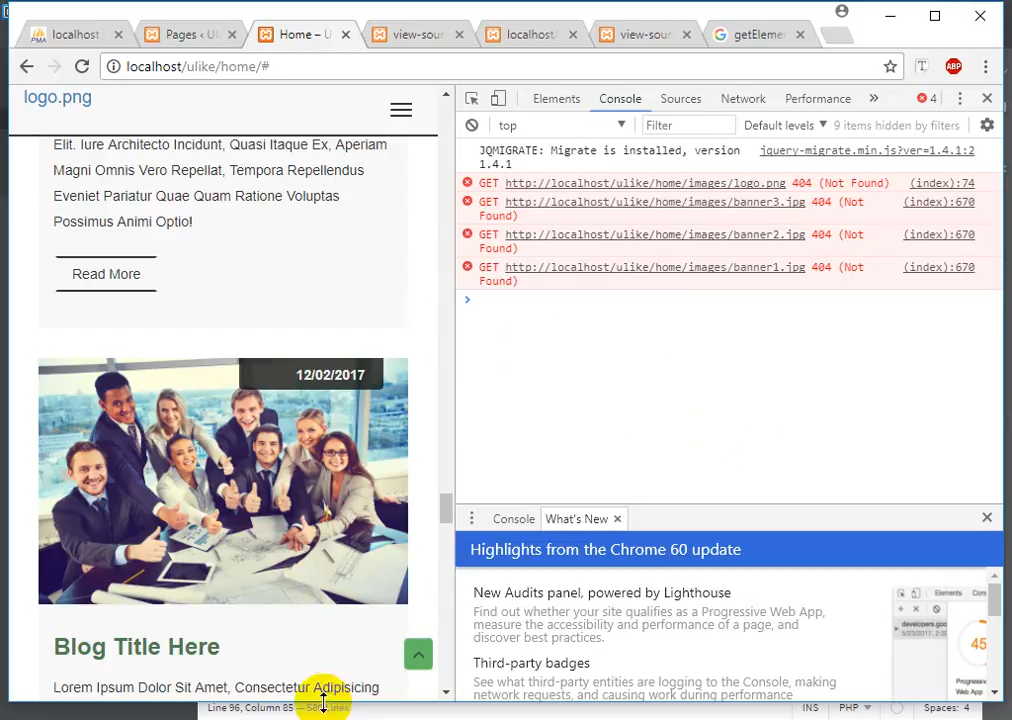 localhost
Pages ‹ U
Home – U
view-sour
localhost/
view-sour
getEleme
localhost/ulike/home/#
T
ABP
logo.png
Elit. Iure Architecto Incidunt, Quasi Itaque Ex, Aperiam
Magni Omnis Vero Repellat, Tempora Repellendus
Eveniet Pariatur Quae Quam Ratione Voluptas
Possimus Animi Optio!
Read More
12/02/2017
Blog Title Here
Lorem Ipsum Dolor Sit Amet, Consectetur Adipisicing
Elements Console Sources Network Performance » 4
top Filter Default levels 9 items hidden by filters
JQMIGRATE: Migrate is installed, version jquery-migrate.min.js?ver=1.4.1:2
1.4.1
GET http://localhost/ulike/home/images/logo.png 404 (Not Found) (index):74
GET http://localhost/ulike/home/images/banner3.jpg 404 (Not (index):670
Found)
GET http://localhost/ulike/home/images/banner2.jpg 404 (Not (index):670
Found)
GET http://localhost/ulike/home/images/banner1.jpg 404 (Not (index):670
Found)
Console What's New
Highlights from the Chrome 60 update
New Audits panel, powered by Lighthouse
Find out whether your site qualifies as a Progressive Web App,
measure the accessibility and performance of a page, and
discover best practices.
Third-party badges
See what third-party entities are logging to the Console, making
network requests, and causing work during performance
Elements
developers.goo
45
Progressive
Web App
Line 96, Column 85 — Lines
INS PHP Spaces: 4